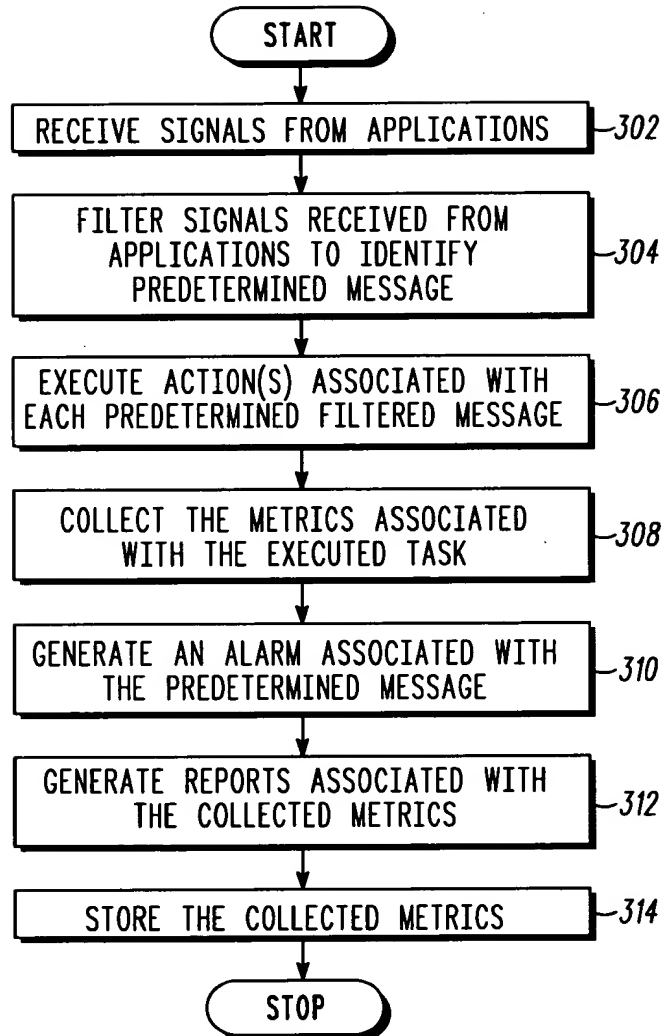 START
RECEIVE SIGNALS FROM APPLICATIONS
302
FILTER SIGNALS RECEIVED FROM
APPLICATIONS TO IDENTIFY
PREDETERMINED MESSAGE
304
EXECUTE ACTION(S) ASSOCIATED WITH
EACH PREDETERMINED FILTERED MESSAGE
306
COLLECT THE METRICS ASSOCIATED
WITH THE EXECUTED TASK
308
GENERATE AN ALARM ASSOCIATED WITH
THE PREDETERMINED MESSAGE
310
GENERATE REPORTS ASSOCIATED WITH
THE COLLECTED METRICS
312
STORE THE COLLECTED METRICS
314
STOP